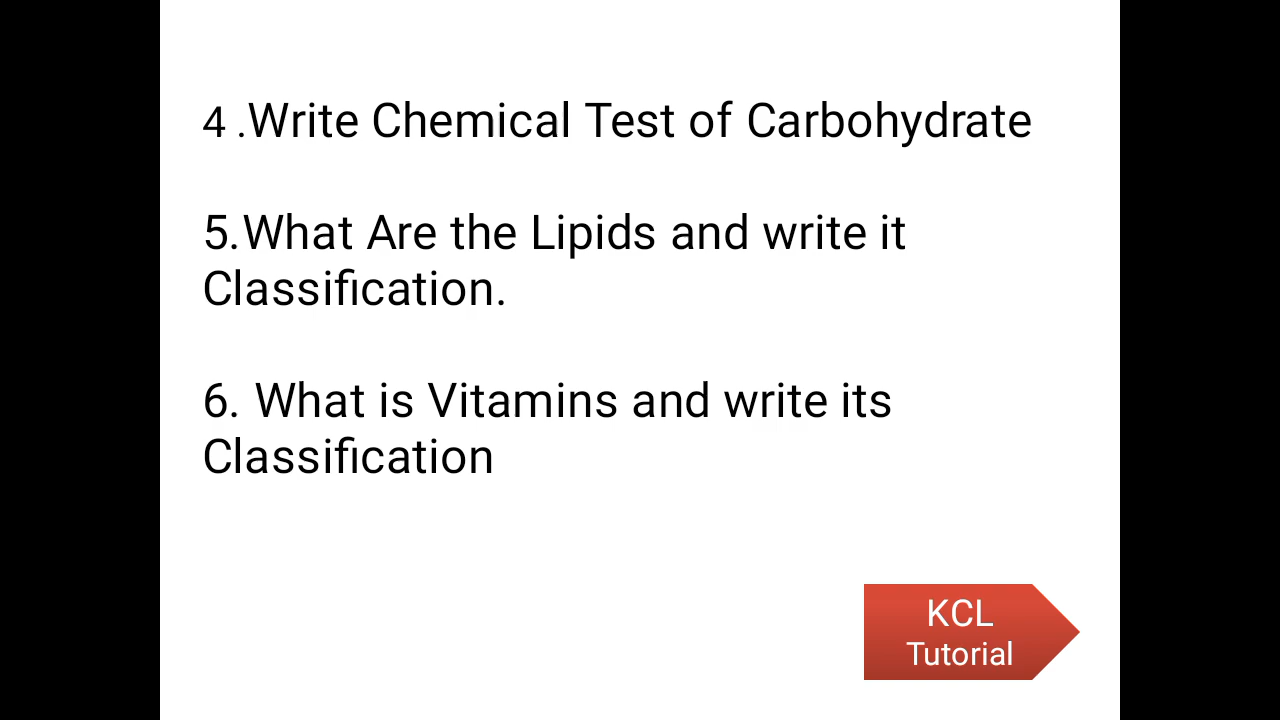 4 .Write Chemical Test of Carbohydrate
5.What Are the Lipids and write it
Classification.
6. What is Vitamins and write its
Classification
KCL
Tutorial